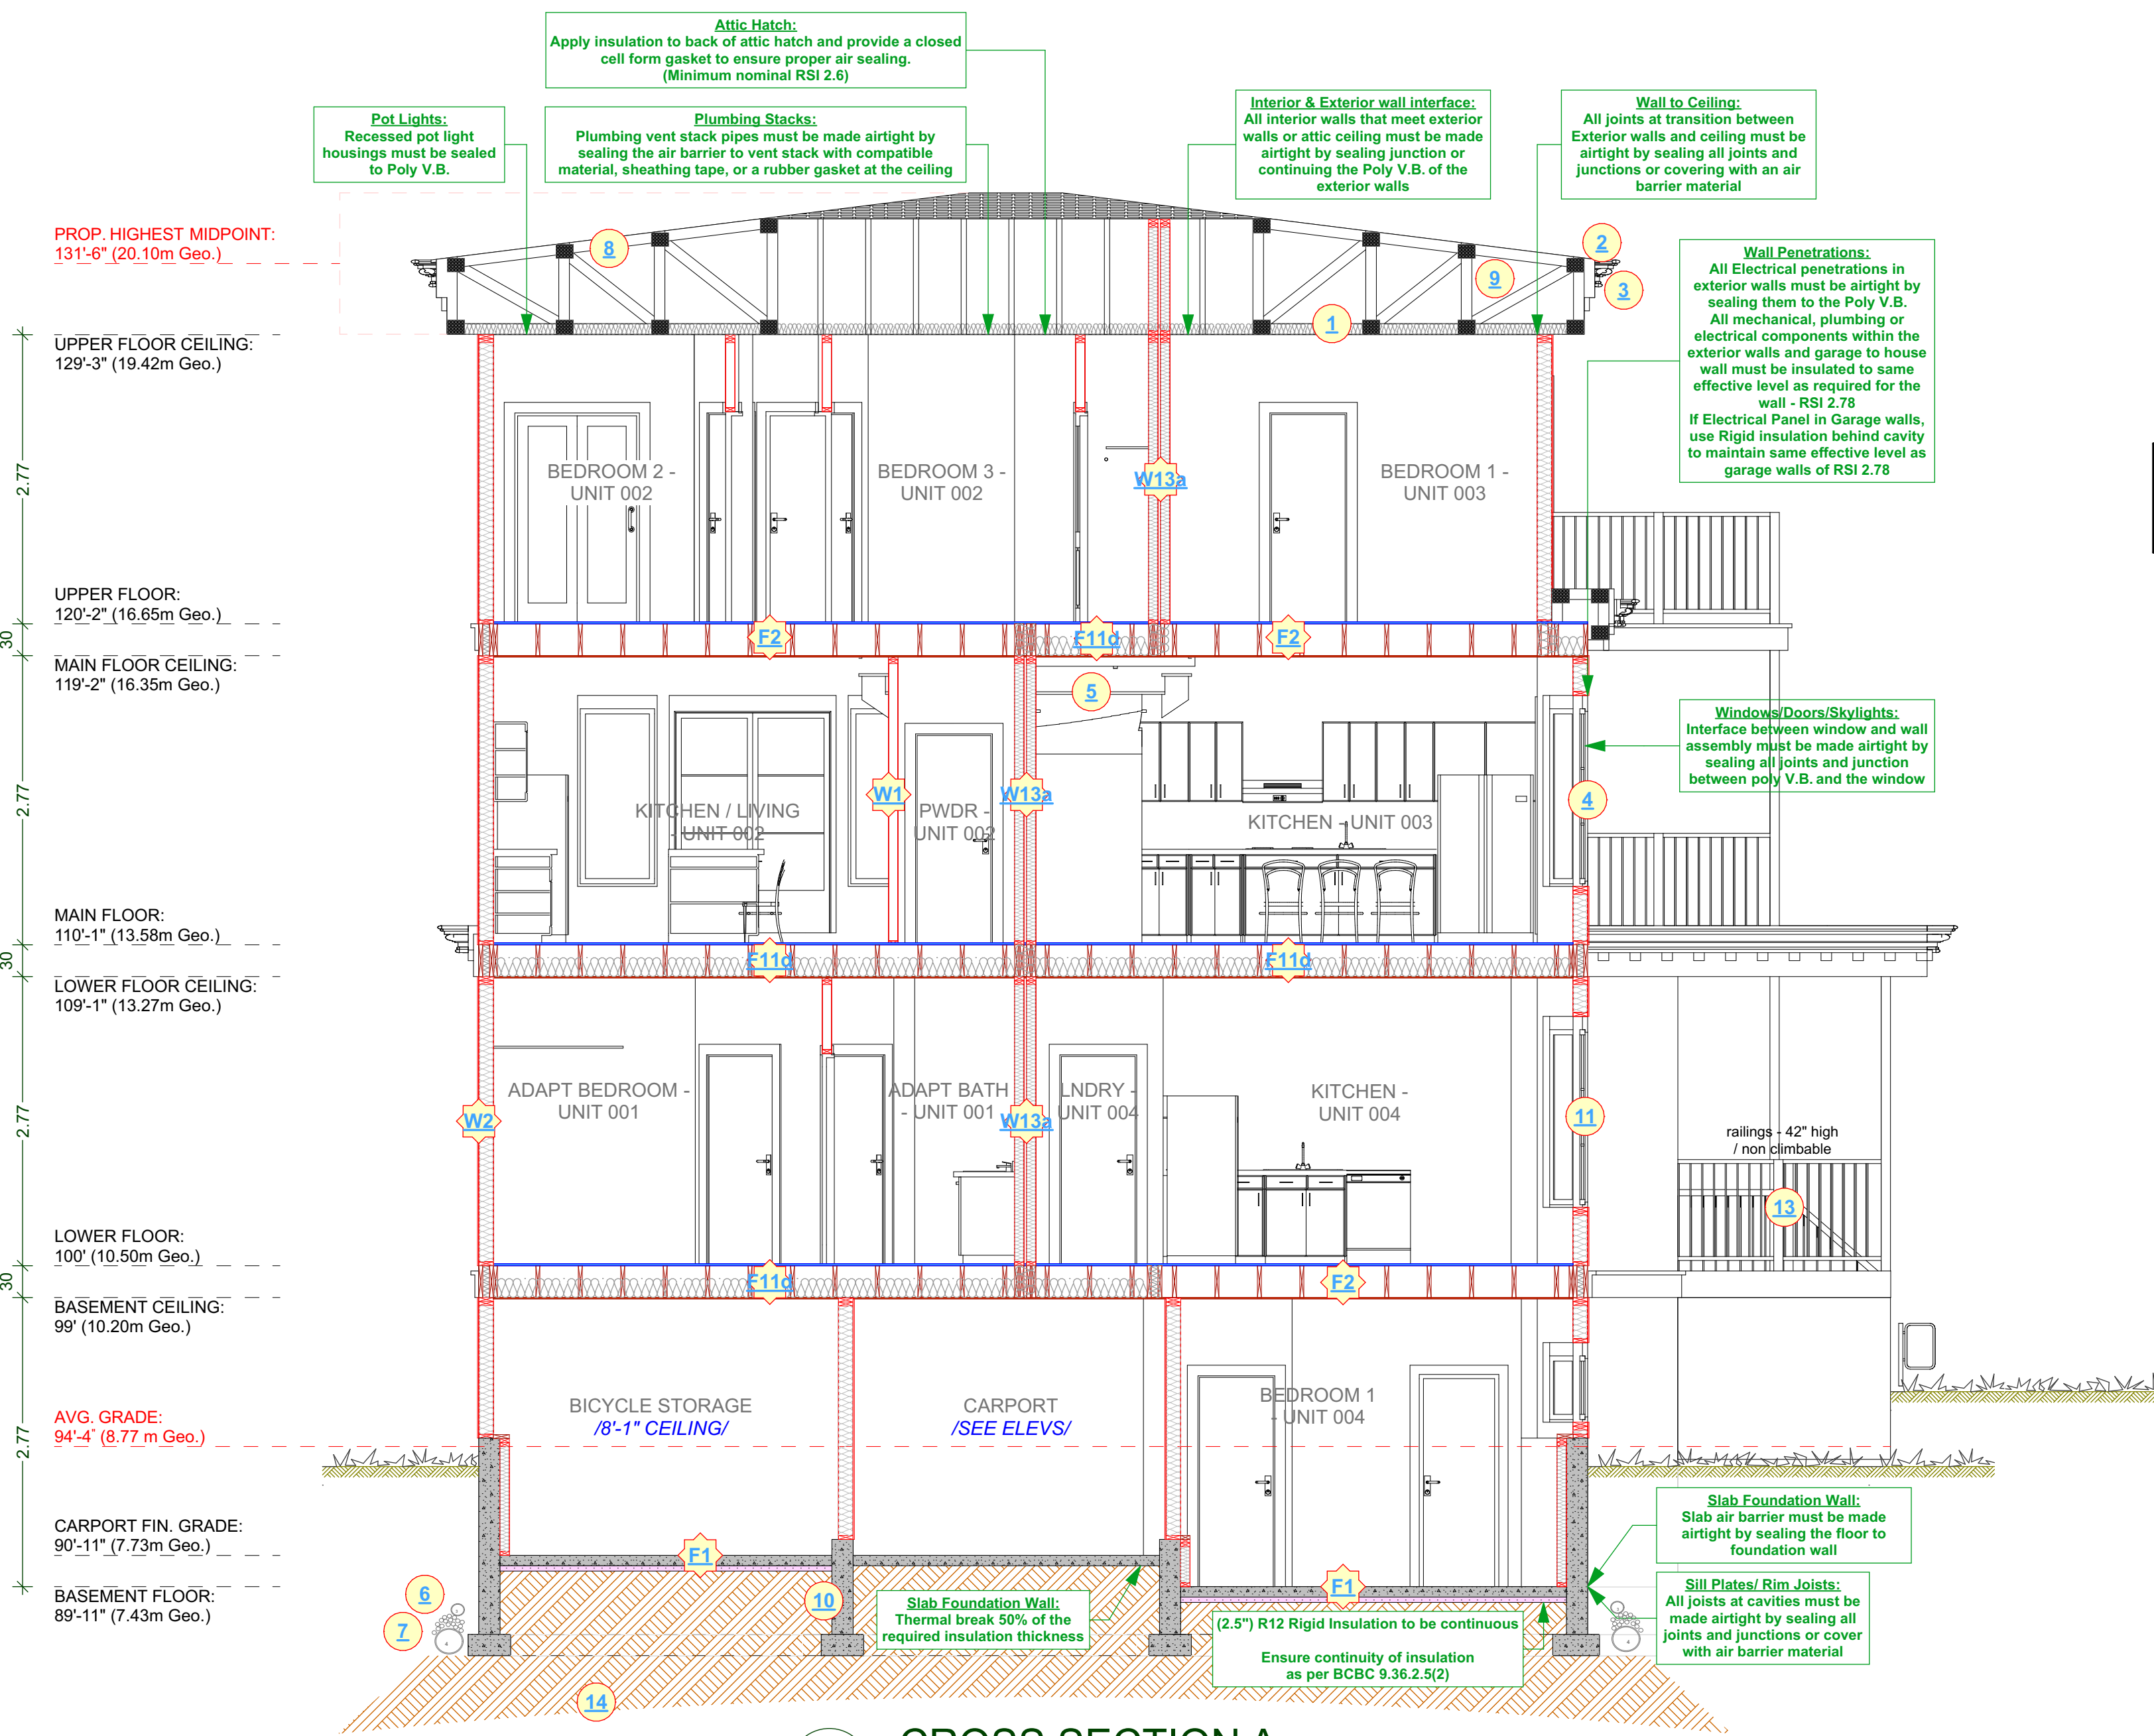 Attic Hatch:
Apply insulation to back of attic hatch and provide a closed
cell form gasket to ensure proper air sealing.
(Minimum nominal RSI 2.6)
Pot Lights:
Recessed pot light
housings must be sealed
to Poly V.B.
Plumbing Stacks:
Plumbing vent stack pipes must be made airtight by
sealing the air barrier to vent stack with compatible
material, sheathing tape, or a rubber gasket at the ceiling
Interior & Exterior wall interface:
All interior walls that meet exterior
walls or attic ceiling must be made
airtight by sealing junction or
continuing the Poly V.B. of the
exterior walls
Wall to Ceiling:
All joints at transition between
Exterior walls and ceiling must be
airtight by sealing all joints and
junctions or covering with an air
barrier material
PROP. HIGHEST MIDPOINT:
131'-6" (20.10m Geo.)
8
2
9
3
1
Wall Penetrations:
All Electrical penetrations in
exterior walls must be airtight by
sealing them to the Poly V.B.
All mechanical, plumbing or
electrical components within the
exterior walls and garage to house
wall must be insulated to same
effective level as required for the
wall - RSI 2.78
If Electrical Panel in Garage walls,
use Rigid insulation behind cavity
to maintain same effective level as
garage walls of RSI 2.78
UPPER FLOOR CEILING:
129'-3" (19.42m Geo.)
2.77
BEDROOM 2 -
UNIT 002
BEDROOM 3 -
UNIT 002
W13a
BEDROOM 1 -
UNIT 003
UPPER FLOOR:
120'-2" (16.65m Geo.)
30
F2
F11d
F2
MAIN FLOOR CEILING:
119'-2" (16.35m Geo.)
5
Windows/Doors/Skylights:
Interface between window and wall
assembly must be made airtight by
sealing all joints and junction
between poly V.B. and the window
2.77
KITCHEN / LIVING
- UNIT 002
W1
PWDR -
UNIT 002
W13a
KITCHEN - UNIT 003
4
MAIN FLOOR:
110'-1" (13.58m Geo.)
30
F11d
F11d
LOWER FLOOR CEILING:
109'-1" (13.27m Geo.)
2.77
W2
ADAPT BEDROOM -
UNIT 001
ADAPT BATH
- UNIT 001
W13a
LNDRY -
UNIT 004
KITCHEN -
UNIT 004
11
railings - 42" high
/ non climbable
13
LOWER FLOOR:
100' (10.50m Geo.)
30
F11d
F2
BASEMENT CEILING:
99' (10.20m Geo.)
2.77
BICYCLE STORAGE
/8'-1" CEILING/
CARPORT
/SEE ELEVS/
BEDROOM 1
- UNIT 004
AVG. GRADE:
94'-4" (8.77 m Geo.)
CARPORT FIN. GRADE:
90'-11" (7.73m Geo.)
F1
F1
BASEMENT FLOOR:
89'-11" (7.43m Geo.)
6
7
10
Slab Foundation Wall:
Thermal break 50% of the
required insulation thickness
(2.5") R12 Rigid Insulation to be continuous
Ensure continuity of insulation
as per BCBC 9.36.2.5(2)
Slab Foundation Wall:
Slab air barrier must be made
airtight by sealing the floor to
foundation wall
Sill Plates/ Rim Joists:
All joists at cavities must be
made airtight by sealing all
joints and junctions or cover
with air barrier material
14
CROSS SECTION A